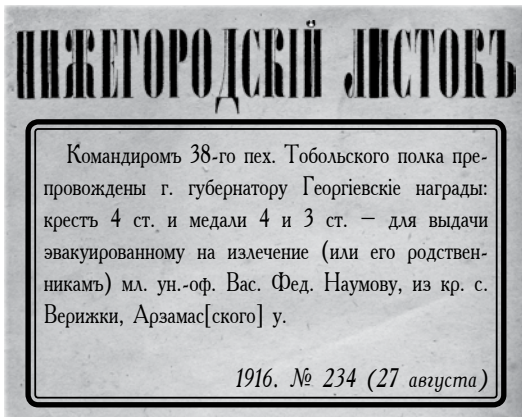 НИЖЕГОРОДСКІЙ ЛИСТОКЪ
Командиромъ 38-го пех. Тобольского полка пре-
провождены г. губернатору Георгіевскіе награды:
крестъ 4 ст. и медали 4 и 3 ст. – для выдачи
эвакуированному на излечение (или его родствен-
никамъ) мл. ун.-оф. Вас. Фед. Наумову, из кр. с.
Верижки, Арзамас[ского] у.
1916. № 234 (27 августа)